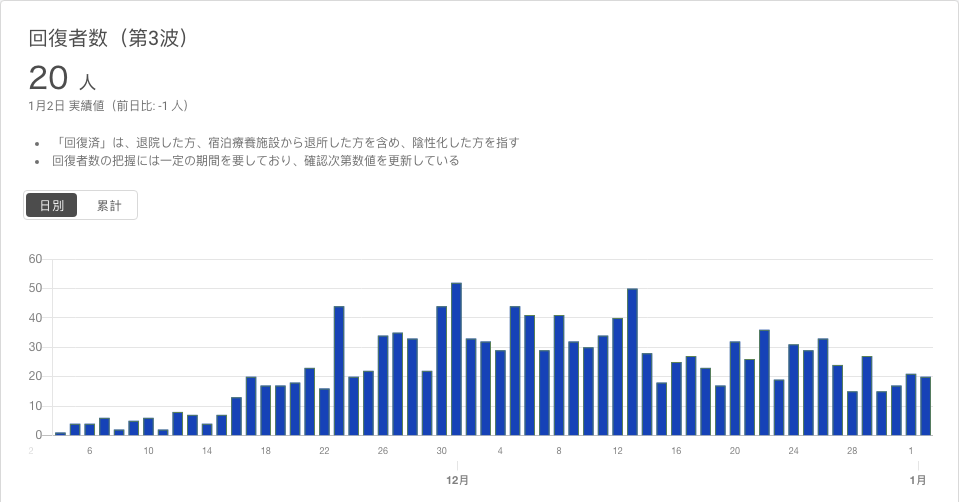 回復者数（第3波）
20 人
1月2日 実績値（前日比: -1 人）
• 「回復済」は、退院した方、宿泊療養施設から退所した方を含め、陰性化した方を指す
• 回復者数の把握には一定の期間を要しており、確認次第数値を更新している
日別 累計
60
50
40
30
20
10
0
2 6 10 14 18 22 26 30 4 8 12 16 20 24 28 1
12月 1月